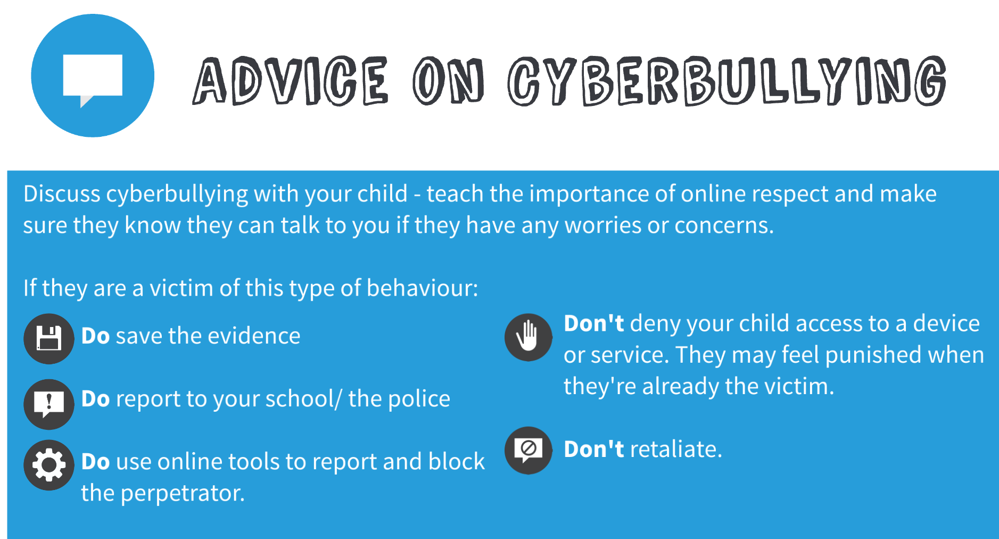 ADVICE ON CYBERBULLYING
Discuss cyberbullying with your child - teach the importance of online respect and make
sure they know they can talk to you if they have any worries or concerns.
If they are a victim of this type of behaviour:
Do save the evidence
Do report to your school/ the police
Do use online tools to report and block
the perpetrator.
Don't deny your child access to a device
or service. They may feel punished when
they're already the victim.
Don't retaliate.